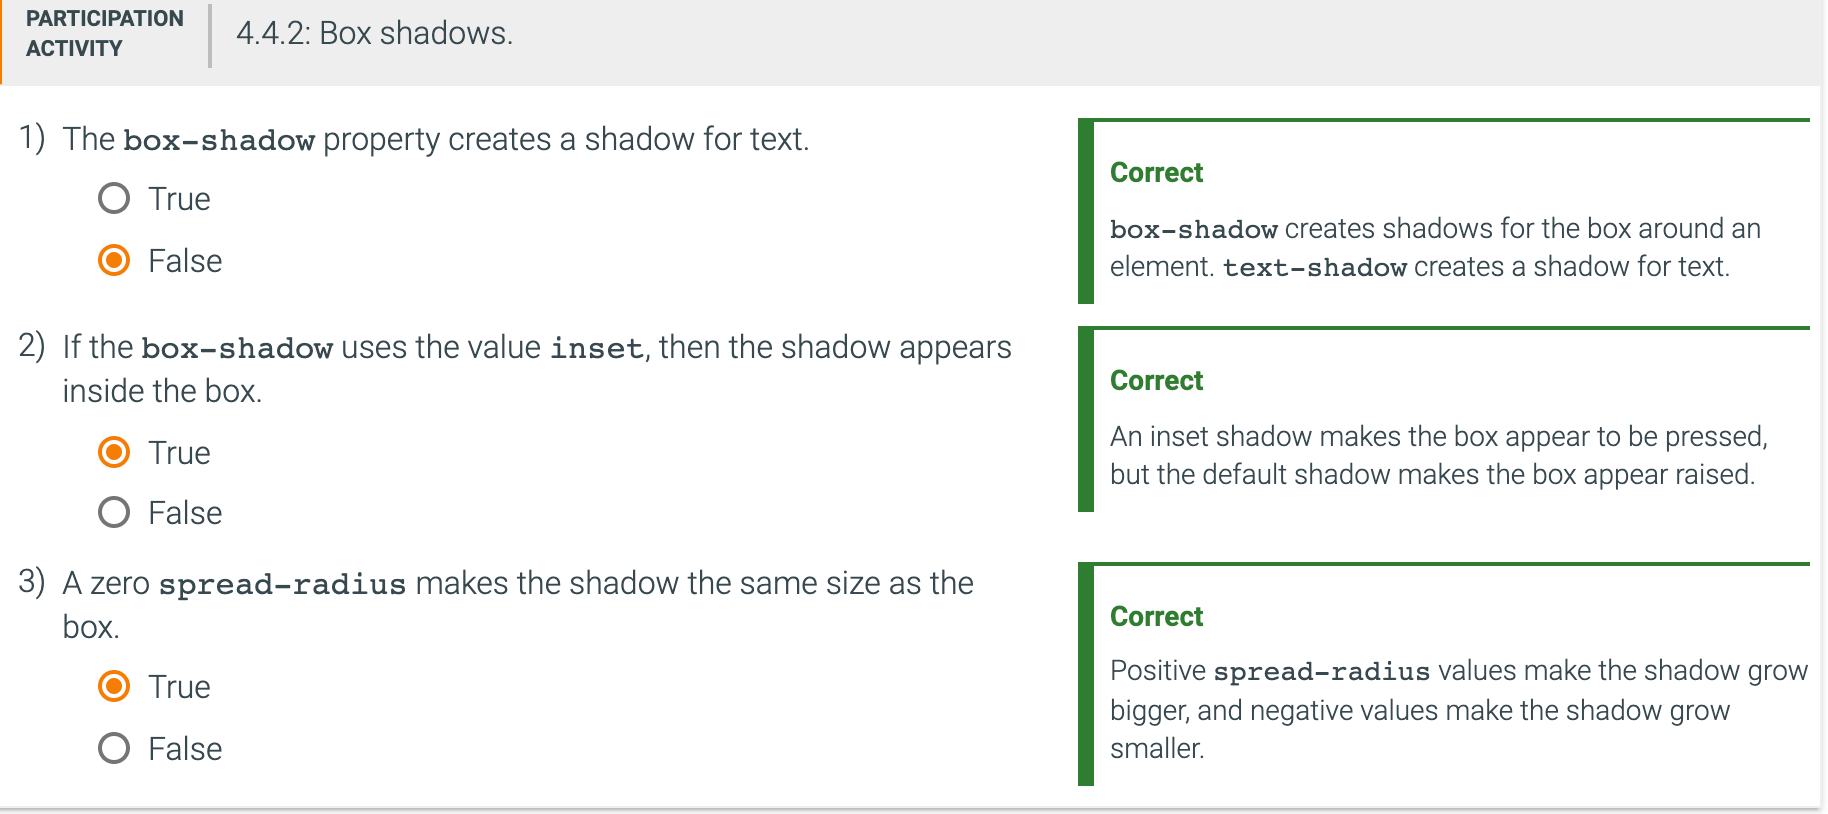 PARTICIPATION
ACTIVITY
4.4.2: Box shadows.
1) The box-shadow property creates a shadow for text.
True
False
Correct
box-shadow creates shadows for the box around an
element. text-shadow creates a shadow for text.
2) If the box-shadow uses the value inset, then the shadow appears
inside the box.
True
False
Correct
An inset shadow makes the box appear to be pressed,
but the default shadow makes the box appear raised.
3) A zero spread-radius makes the shadow the same size as the
box.
True
False
Correct
Positive spread-radius values make the shadow grow
bigger, and negative values make the shadow grow
smaller.